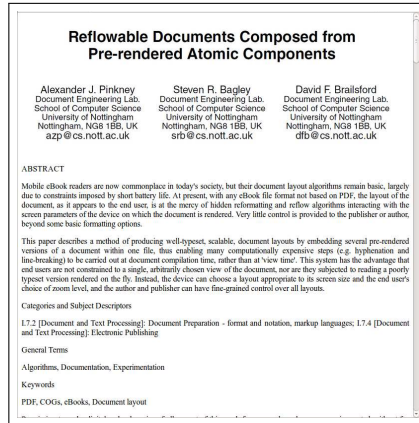 Reflowable Documents Composed from
Pre-rendered Atomic Components
Alexander J. Pinkney
Document Engineering Lab.
School of Computer Science
University of Nottingham
Nottingham, NG8 1BB, UK
azp@cs.nott.ac.uk
Steven R. Bagley
Document Engineering Lab.
School of Computer Science
University of Nottingham
Nottingham, NG8 1BB, UK
srb@cs.nott.ac.uk
David F. Brailsford
Document Engineering Lab.
School of Computer Science
University of Nottingham
Nottingham, NG8 1BB, UK
dfb@cs.nott.ac.uk
ABSTRACT
Mobile eBook readers are now commonplace in today's society, but their document layout algorithms remain basic, largely
due to constraints imposed by short battery life. At present, with any eBook file format not based on PDF, the layout of the
document, as it appears to the end user, is at the mercy of hidden reformatting and reflow algorithms interacting with the
screen parameters of the device on which the document is rendered. Very little control is provided to the publisher or author,
beyond some basic formatting options.
This paper describes a method of producing well-typeset, scalable, document layouts by embedding several pre-rendered
versions of a document within one file, thus enabling many computationally expensive steps (e.g. hyphenation and
line-breaking) to be carried out at document compilation time, rather than at 'view time'. This system has the advantage that
end users are not constrained to a single, arbitrarily chosen view of the document, nor are they subjected to reading a poorly
typeset version rendered on the fly. Instead, the device can choose a layout appropriate to its screen size and the end user's
choice of zoom level, and the author and publisher can have fine-grained control over all layouts.
Categories and Subject Descriptors
I.7.2 [Document and Text Processing]: Document Preparation - format and notation, markup languages; I.7.4 [Document
and Text Processing]: Electronic Publishing
General Terms
Algorithms, Documentation, Experimentation
Keywords
PDF, COGs, eBooks, Document layout